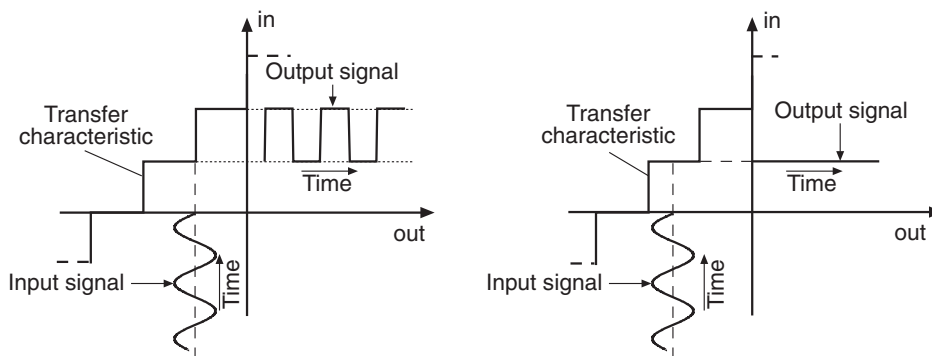 in
Output signal
Transfer
characteristic
Time
out
Input signal
Time
in
Output signal
Transfer
characteristic
Time
out
Input signal
Time